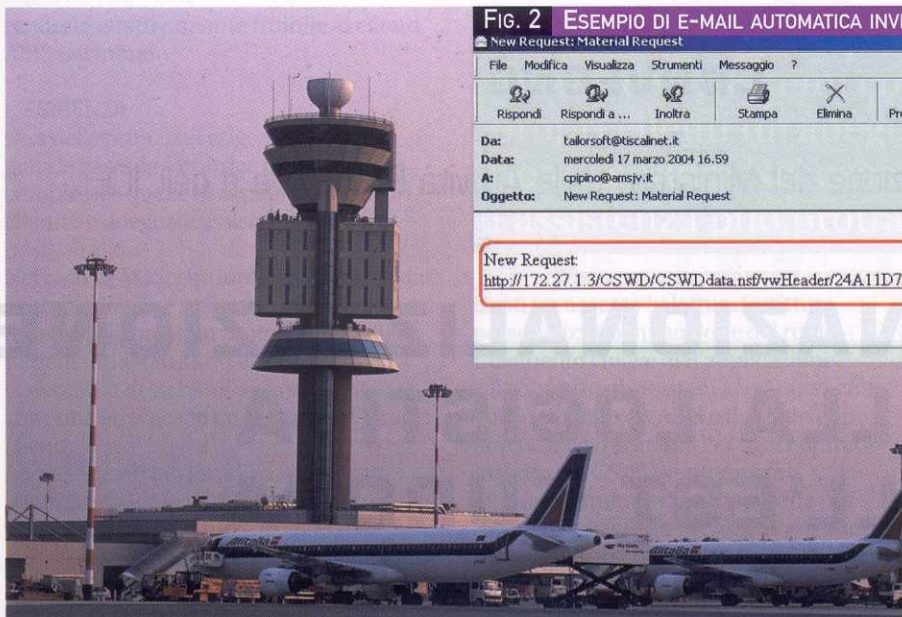 FIG. 2 ESEMPIO DI E-MAIL AUTOMATICA INVI
New Request: Material Request
File Modifica Visualizza Strumenti Messaggio ?
Rispondi Rispondi a ... Inoltra Stampa Elimina Pre
Da: tailorsoft@tiscalinet.it
Data: mercoledì 17 marzo 2004 16.59
A: cpipino@amsjv.it
Oggetto: New Request: Material Request
New Request:
http://172.27.1.3/CSWD/CSWDdata.nsf/vwHeader/24A11D7
Alitalia
Alitalia